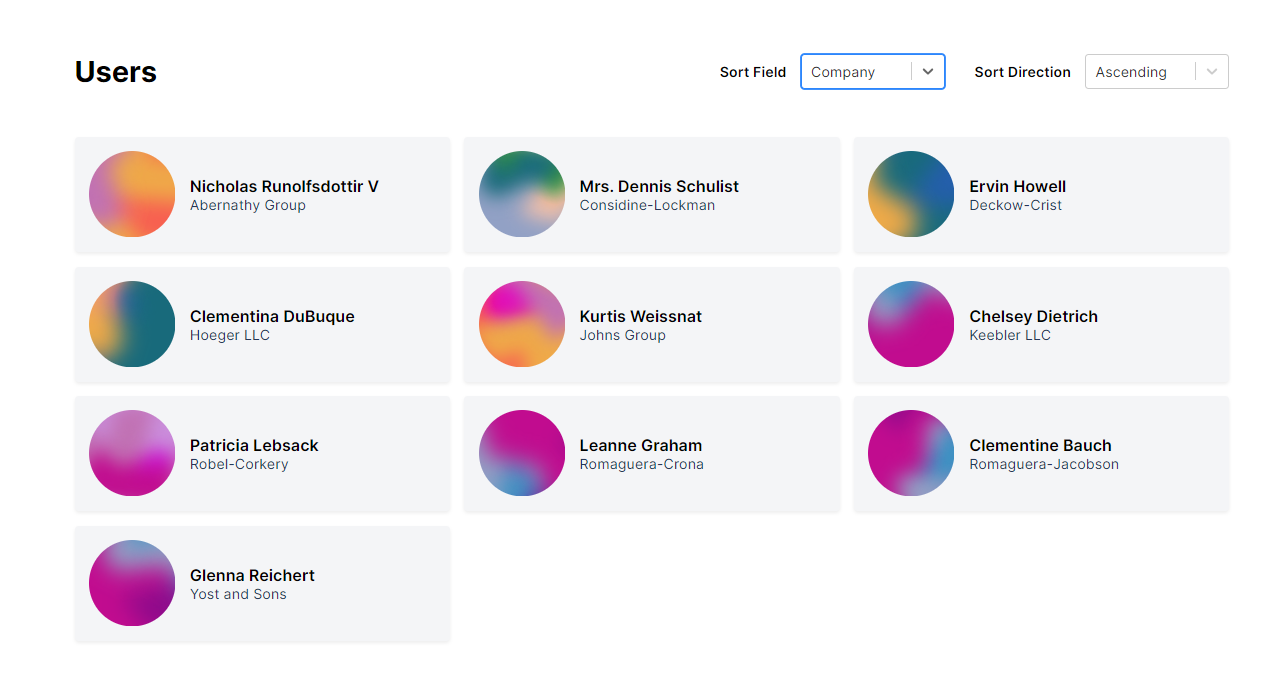 Users
Sort Field
Company
Sort Direction
Ascending
Nicholas Runolfsdottir V
Abernathy Group
Mrs. Dennis Schulist
Considine-Lockman
Ervin Howell
Deckow-Crist
Clementina DuBuque
Hoeger LLC
Kurtis Weissnat
Johns Group
Chelsey Dietrich
Keebler LLC
Patricia Lebsack
Robel-Corkery
Leanne Graham
Romaguera-Crona
Clementine Bauch
Romaguera-Jacobson
Glenna Reichert
Yost and Sons